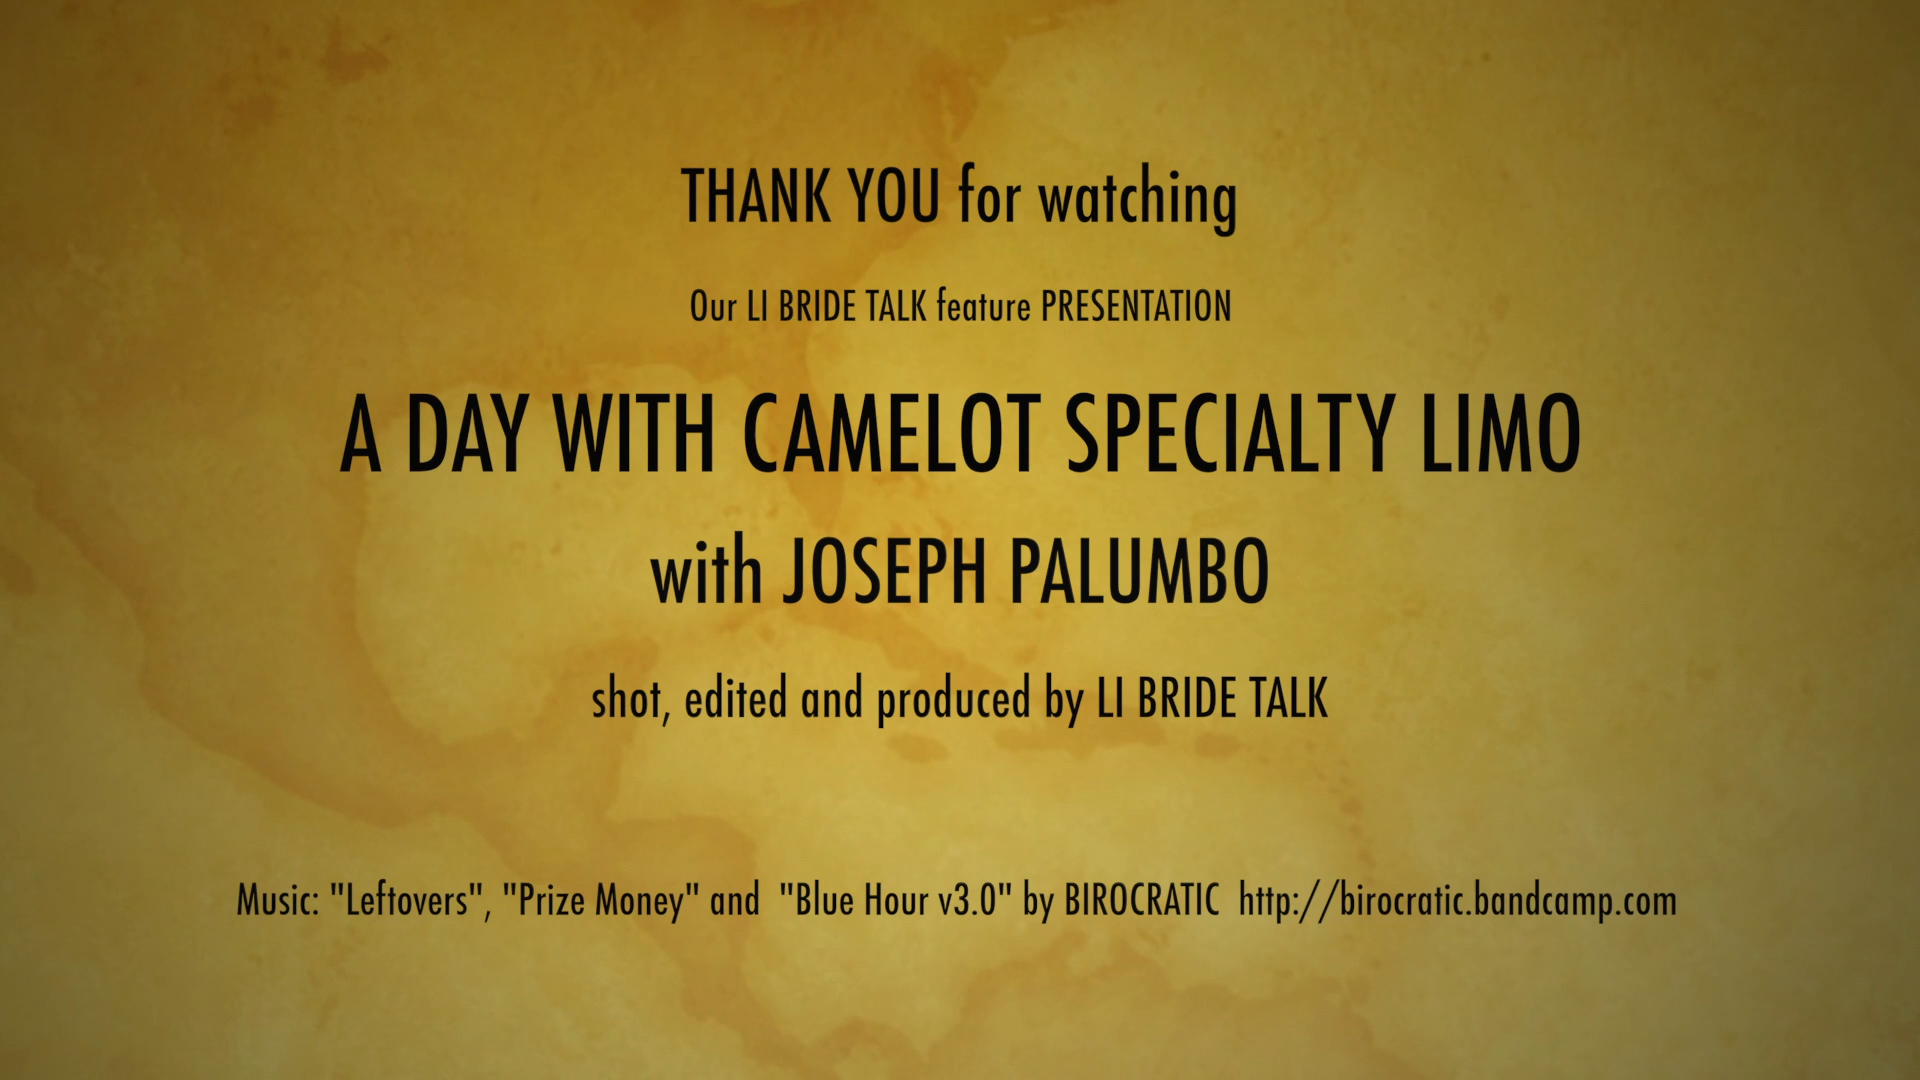 THANK YOU for watching
Our LI BRIDE TALK feature PRESENTATION
A DAY WITH CAMELOT SPECIALTY LIMO
with JOSEPH PALUMBO
shot, edited and produced by LI BRIDE TALK
Music: "Leftovers", "Prize Money" and  "Blue Hour v3.0" by BIROCRATIC  http://birocratic.bandcamp.com